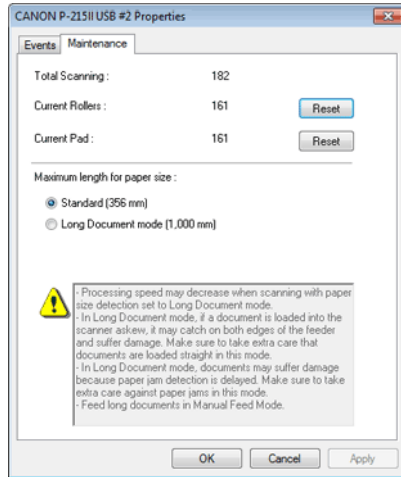 CANON P-215II USB #2 Properties
Events Maintenance
Total Scanning : 182
Current Rollers : 161 Reset
Current Pad : 161 Reset
Maximum length for paper size :
Standard (356 mm)
Long Document mode (1,000 mm)
- Processing speed may decrease when scanning with paper
size detection set to Long Document mode.
- In Long Document mode, if a document is loaded into the
scanner askew, it may catch on both edges of the feeder
and suffer damage. Make sure to take extra care that
documents are loaded straight in this mode.
- In Long Document mode, documents may suffer damage
because paper jam detection is delayed. Make sure to take
extra care against paper jams in this mode.
- Feed long documents in Manual Feed Mode.
OK Cancel Apply